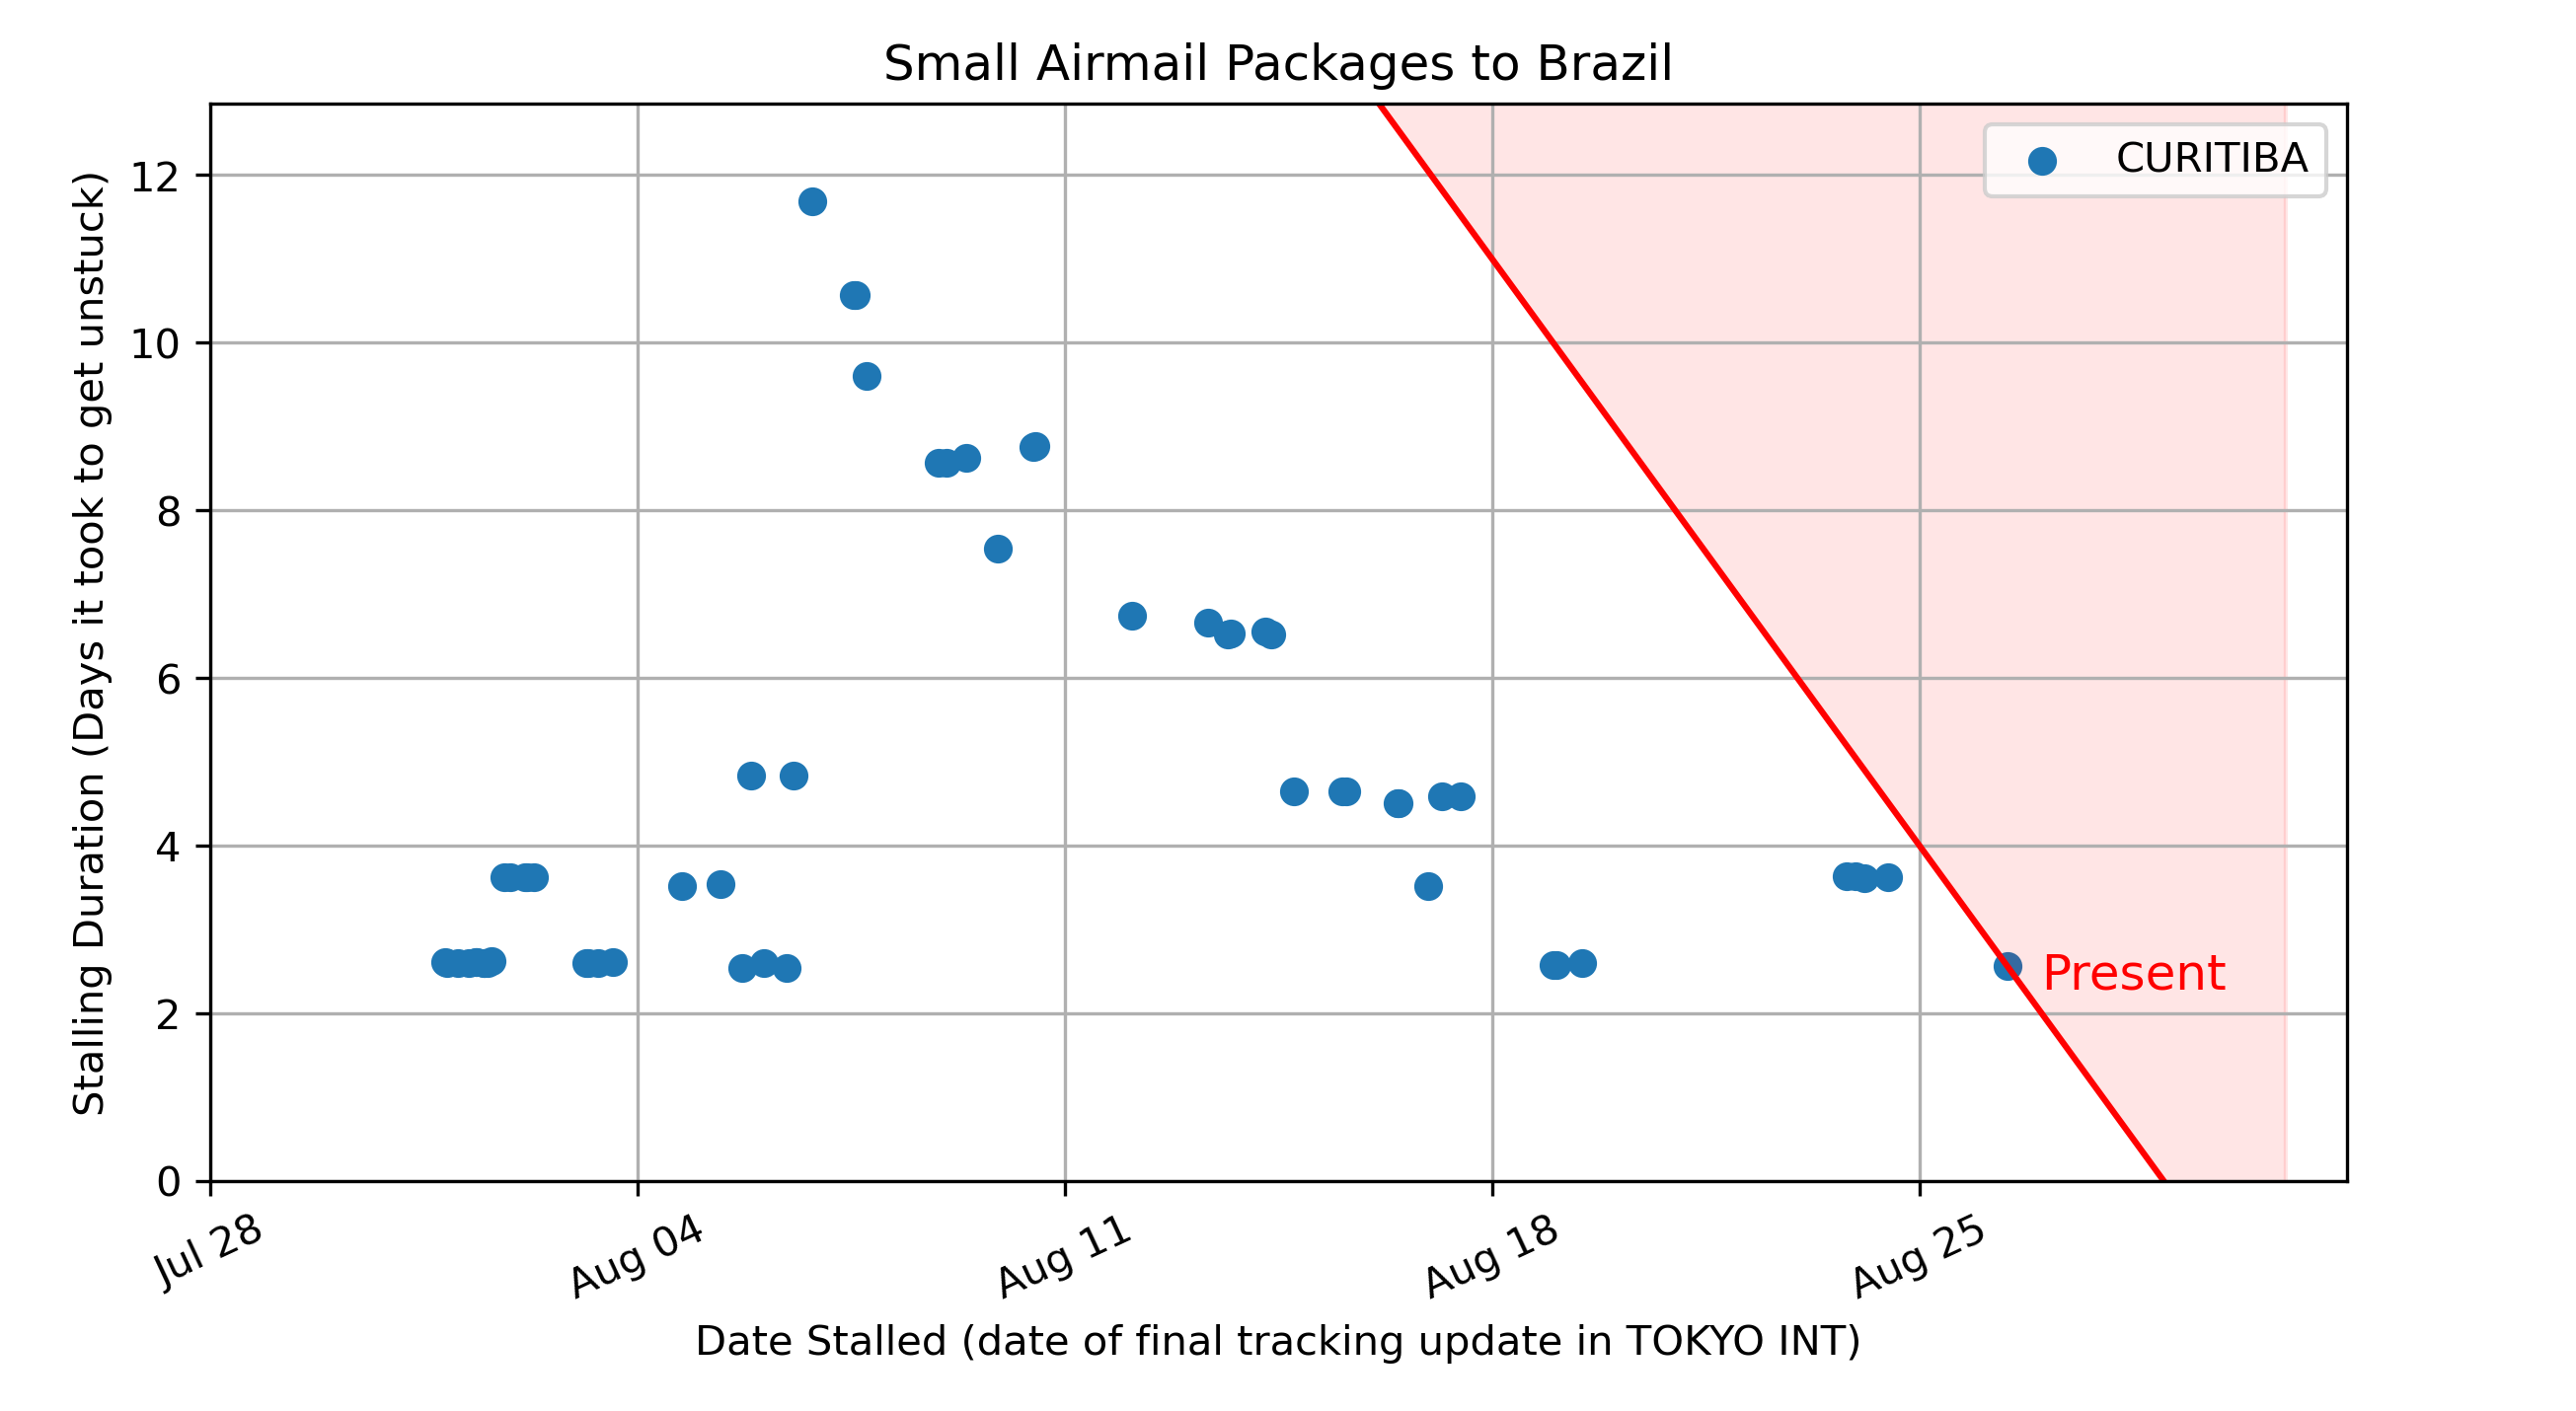 Small Airmail Packages to Brazil
CURITIBA
Stalling Duration (Days it took to get unstuck)
12
10
8
6
4
2
0
Present
Jul 28
Aug 04
Aug 11
Aug 18
Aug 25
Date Stalled (date of final tracking update in TOKYO INT)